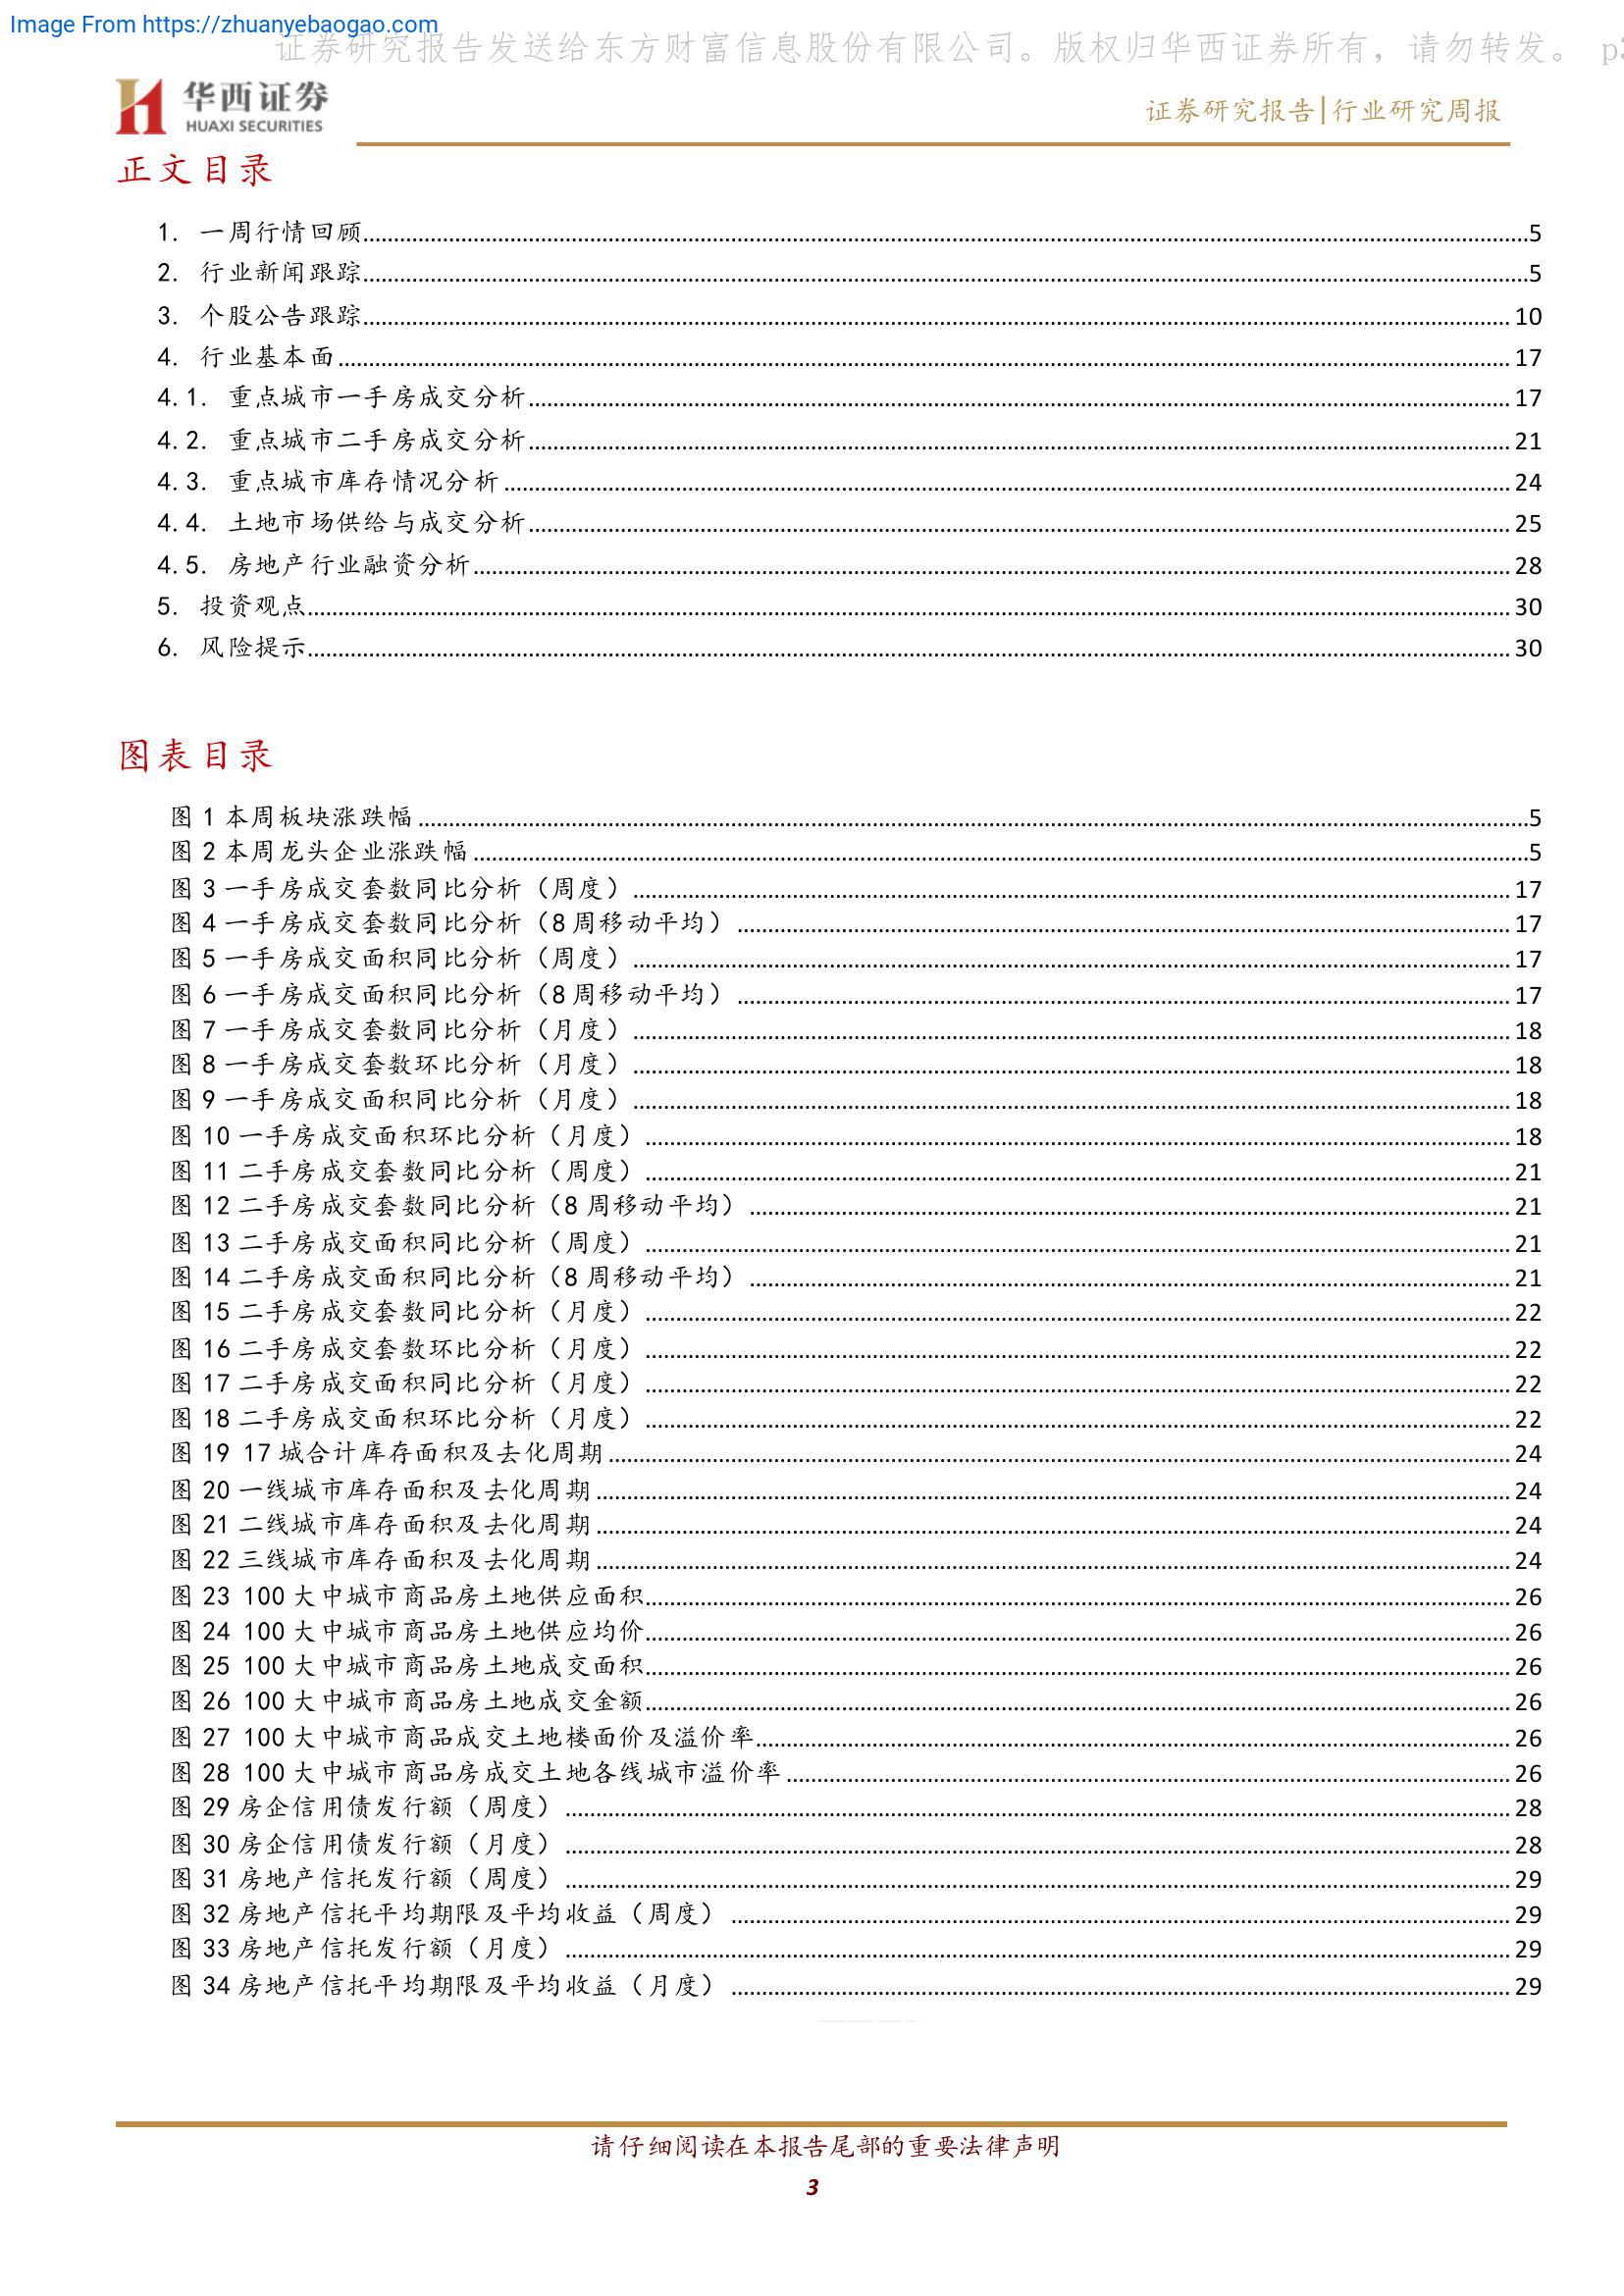 Image From https://zhuanyebaogao.com
证券研究报告发送给东方财富信息股份有限公司。版权归华西证券所有，请勿转发。 p3
华西证券
HUAXI SECURITIES
证券研究报告|行业研究周报
正文目录
1. 一周行情回顾 5
2. 行业新闻跟踪 5
3. 个股公告跟踪 10
4. 行业基本面 17
4.1. 重点城市一手房成交分析 17
4.2. 重点城市二手房成交分析 21
4.3. 重点城市库存情况分析 24
4.4. 土地市场供给与成交分析 25
4.5. 房地产行业融资分析 28
5. 投资观点 30
6. 风险提示 30
图表目录
图 1 本周板块涨跌幅 5
图 2 本周龙头企业涨跌幅 5
图 3 一手房成交套数同比分析（周度） 17
图 4 一手房成交套数同比分析（8 周移动平均） 17
图 5 一手房成交面积同比分析（周度） 17
图 6 一手房成交面积同比分析（8 周移动平均） 17
图 7 一手房成交套数同比分析（月度） 18
图 8 一手房成交套数环比分析（月度） 18
图 9 一手房成交面积同比分析（月度） 18
图 10 一手房成交面积环比分析（月度） 18
图 11 二手房成交套数同比分析（周度） 21
图 12 二手房成交套数同比分析（8 周移动平均） 21
图 13 二手房成交面积同比分析（周度） 21
图 14 二手房成交面积同比分析（8 周移动平均） 21
图 15 二手房成交套数同比分析（月度） 22
图 16 二手房成交套数环比分析（月度） 22
图 17 二手房成交面积同比分析（月度） 22
图 18 二手房成交面积环比分析（月度） 22
图 19 17 城合计库存面积及去化周期 24
图 20 一线城市库存面积及去化周期 24
图 21 二线城市库存面积及去化周期 24
图 22 三线城市库存面积及去化周期 24
图 23 100 大中城市商品房土地供应面积 26
图 24 100 大中城市商品房土地供应均价 26
图 25 100 大中城市商品房土地成交面积 26
图 26 100 大中城市商品房土地成交金额 26
图 27 100 大中城市商品成交土地楼面价及溢价率 26
图 28 100 大中城市商品房成交土地各线城市溢价率 26
图 29 房企信用债发行额（周度） 28
图 30 房企信用债发行额（月度） 28
图 31 房地产信托发行额（周度） 29
图 32 房地产信托平均期限及平均收益（周度） 29
图 33 房地产信托发行额（月度） 29
图 34 房地产信托平均期限及平均收益（月度） 29
请仔细阅读在本报告尾部的重要法律声明
3